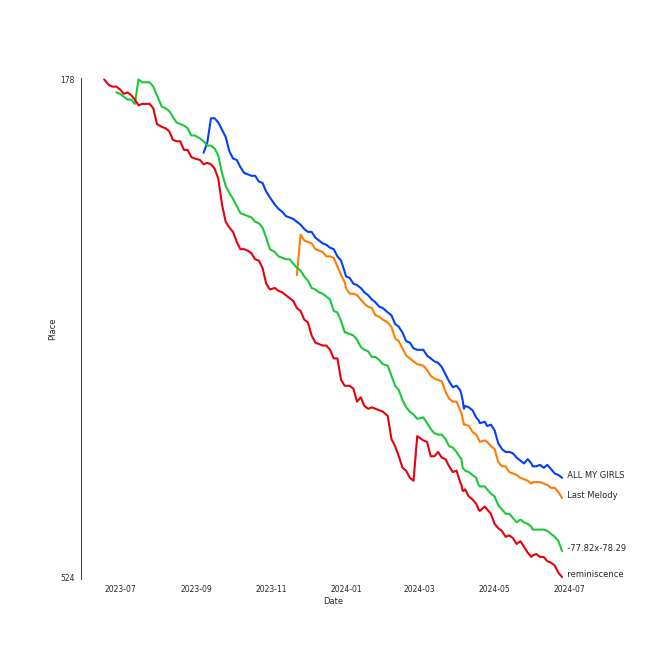 178
ALL MY GIRLS
Last Melody
-77.82x-78.29
reminiscence
524
Place
2023-07
2023-09
2023-11
2024-01
2024-03
2024-05
2024-07
Date